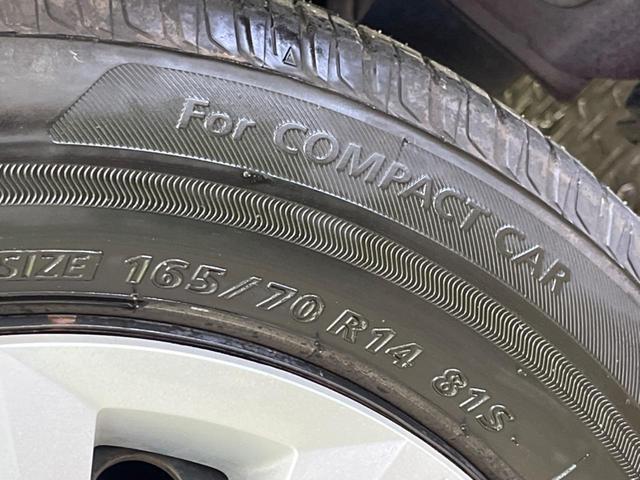 For COMPACT CAR
SIZE 165/70 R14 81S